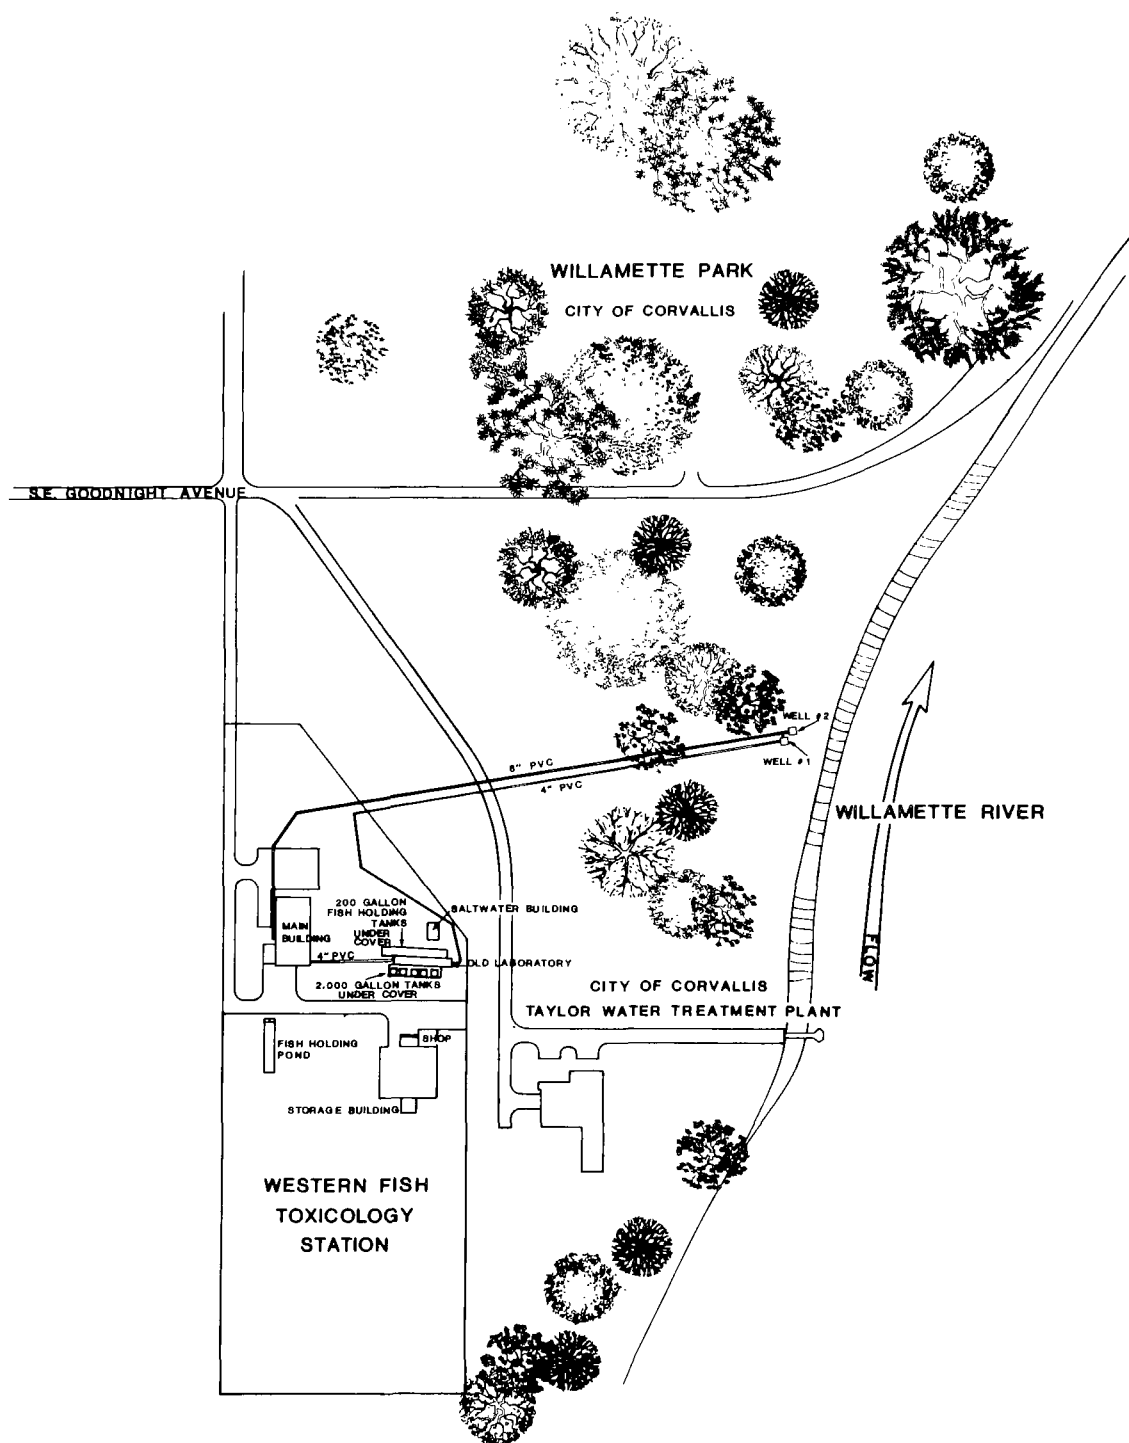 WILLAMETTE PARK
CITY OF CORVALLIS
S.E. GOODNIGHT AVENUE
WELL #2
WELL #1
6" PVC
4" PVC
WILLAMETTE RIVER
FLOW
200 GALLON
FISH HOLDING
TANKS
UNDER
COVER
SALTWATER BUILDING
MAIN
BUILDING
4" PVC
OLD LABORATORY
2,000 GALLON TANKS
UNDER COVER
CITY OF CORVALLIS
TAYLOR WATER TREATMENT PLANT
FISH HOLDING
POND
SHOP
STORAGE BUILDING
WESTERN FISH
TOXICOLOGY
STATION